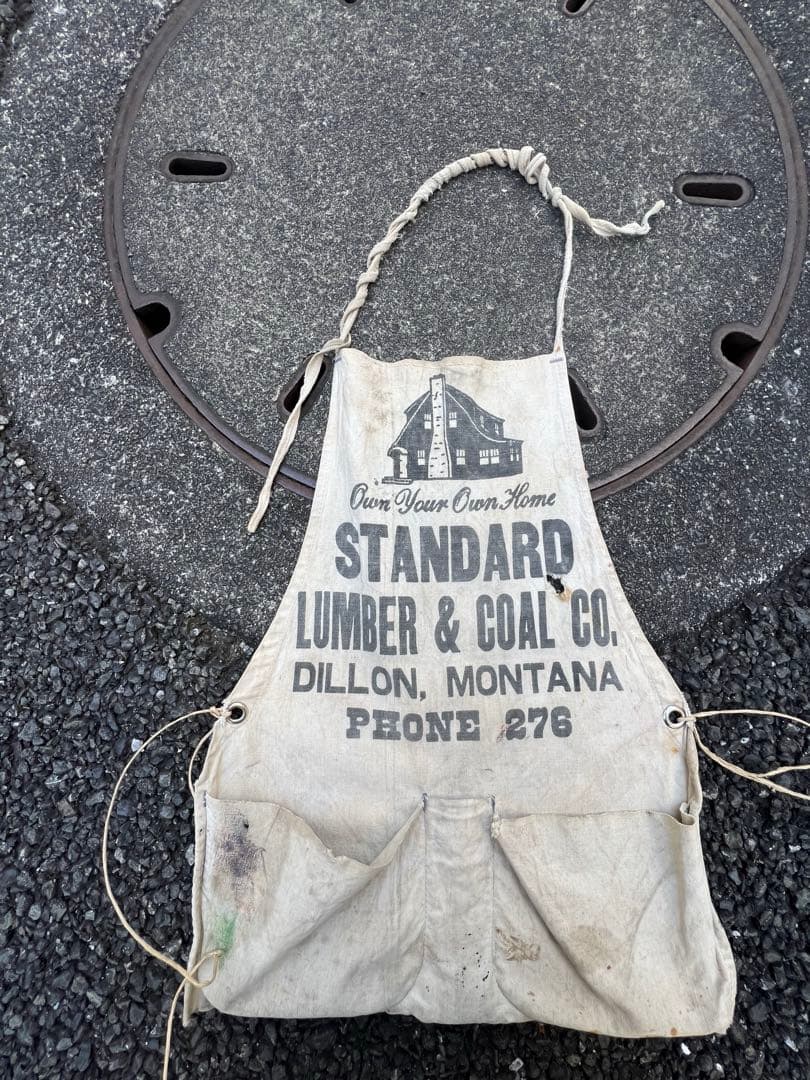 Own Your Own Home
STANDARD
LUMBER & COAL CO.
DILLON, MONTANA
PHONE 276